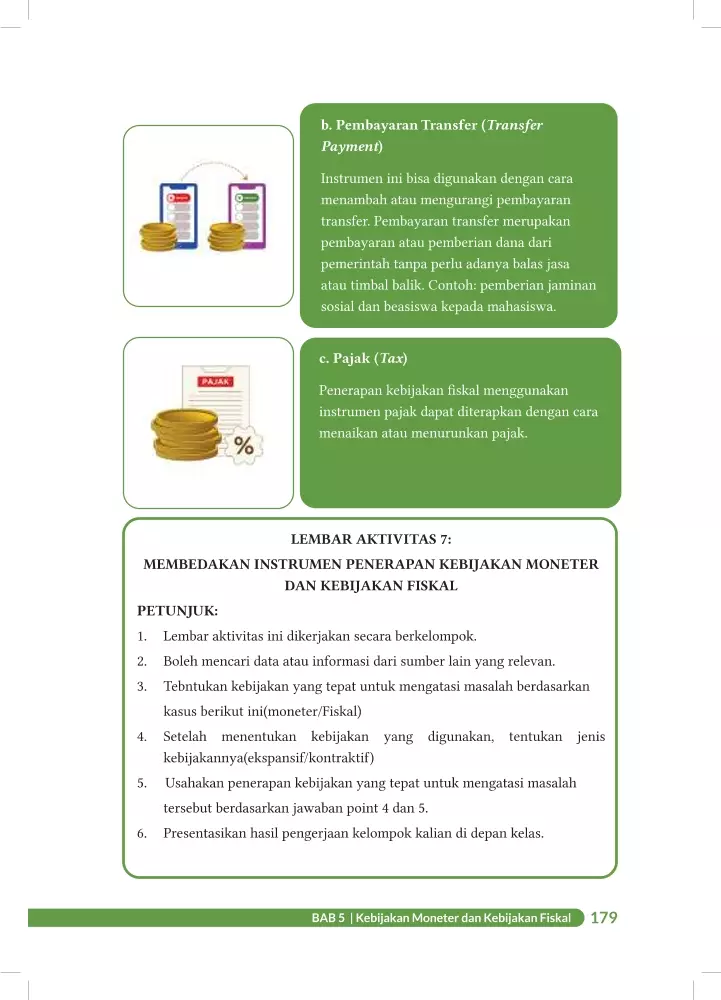 b. Pembayaran Transfer (Transfer
Payment)
Instrumen ini bisa digunakan dengan cara
menambah atau mengurangi pembayaran
transfer. Pembayaran transfer merupakan
pembayaran atau pemberian dana dari
pemerintah tanpa perlu adanya balas jasa
atau timbal balik. Contoh: pemberian jaminan
sosial dan beasiswa kepada mahasiswa.
c. Pajak (Tax)
PAJAK
%
Penerapan kebijakan fiskal menggunakan
instrumen pajak dapat diterapkan dengan cara
menaikan atau menurunkan pajak.
LEMBAR AKTIVITAS 7:
MEMBEDAKAN INSTRUMEN PENERAPAN KEBIJAKAN MONETER
DAN KEBIJAKAN FISKAL
PETUNJUK:
1. Lembar aktivitas ini dikerjakan secara berkelompok.
2. Boleh mencari data atau informasi dari sumber lain yang relevan.
3. Tebntukan kebijakan yang tepat untuk mengatasi masalah berdasarkan
kasus berikut ini(moneter/Fiskal)
4. Setelah menentukan kebijakan yang digunakan, tentukan jenis
kebijakannya(ekspansif/kontraktif)
5. Usahakan penerapan kebijakan yang tepat untuk mengatasi masalah
tersebut berdasarkan jawaban point 4 dan 5.
6. Presentasikan hasil pengerjaan kelompok kalian di depan kelas.
BAB 5 | Kebijakan Moneter dan Kebijakan Fiskal 179